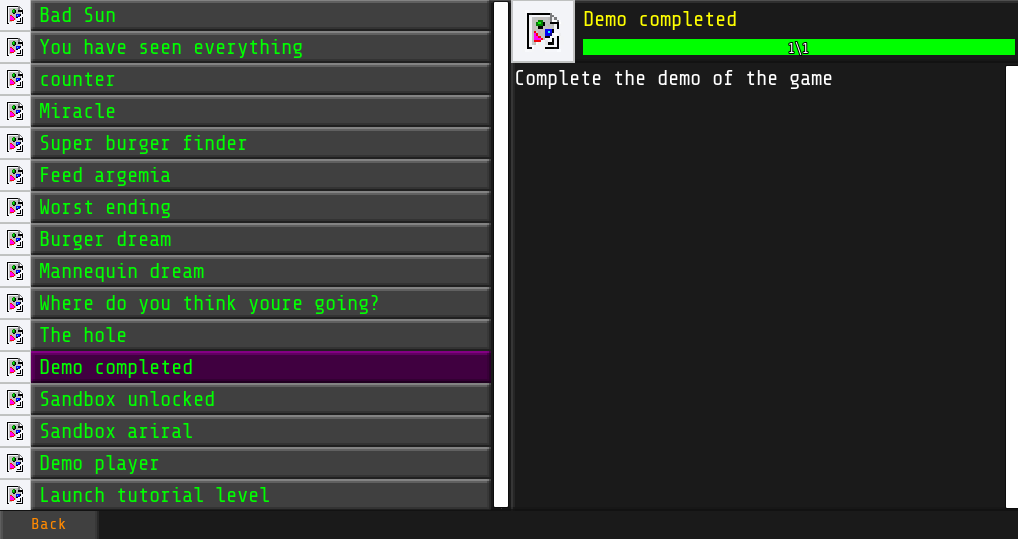 Bad Sun
You have seen everything
counter
Miracle
Super burger finder
Feed argemia
Worst ending
Burger dream
Mannequin dream
Where do you think youre going?
The hole
Demo completed
Sandbox unlocked
Sandbox ariral
Demo player
Launch tutorial level
Back
Demo completed
1\1
Complete the demo of the game